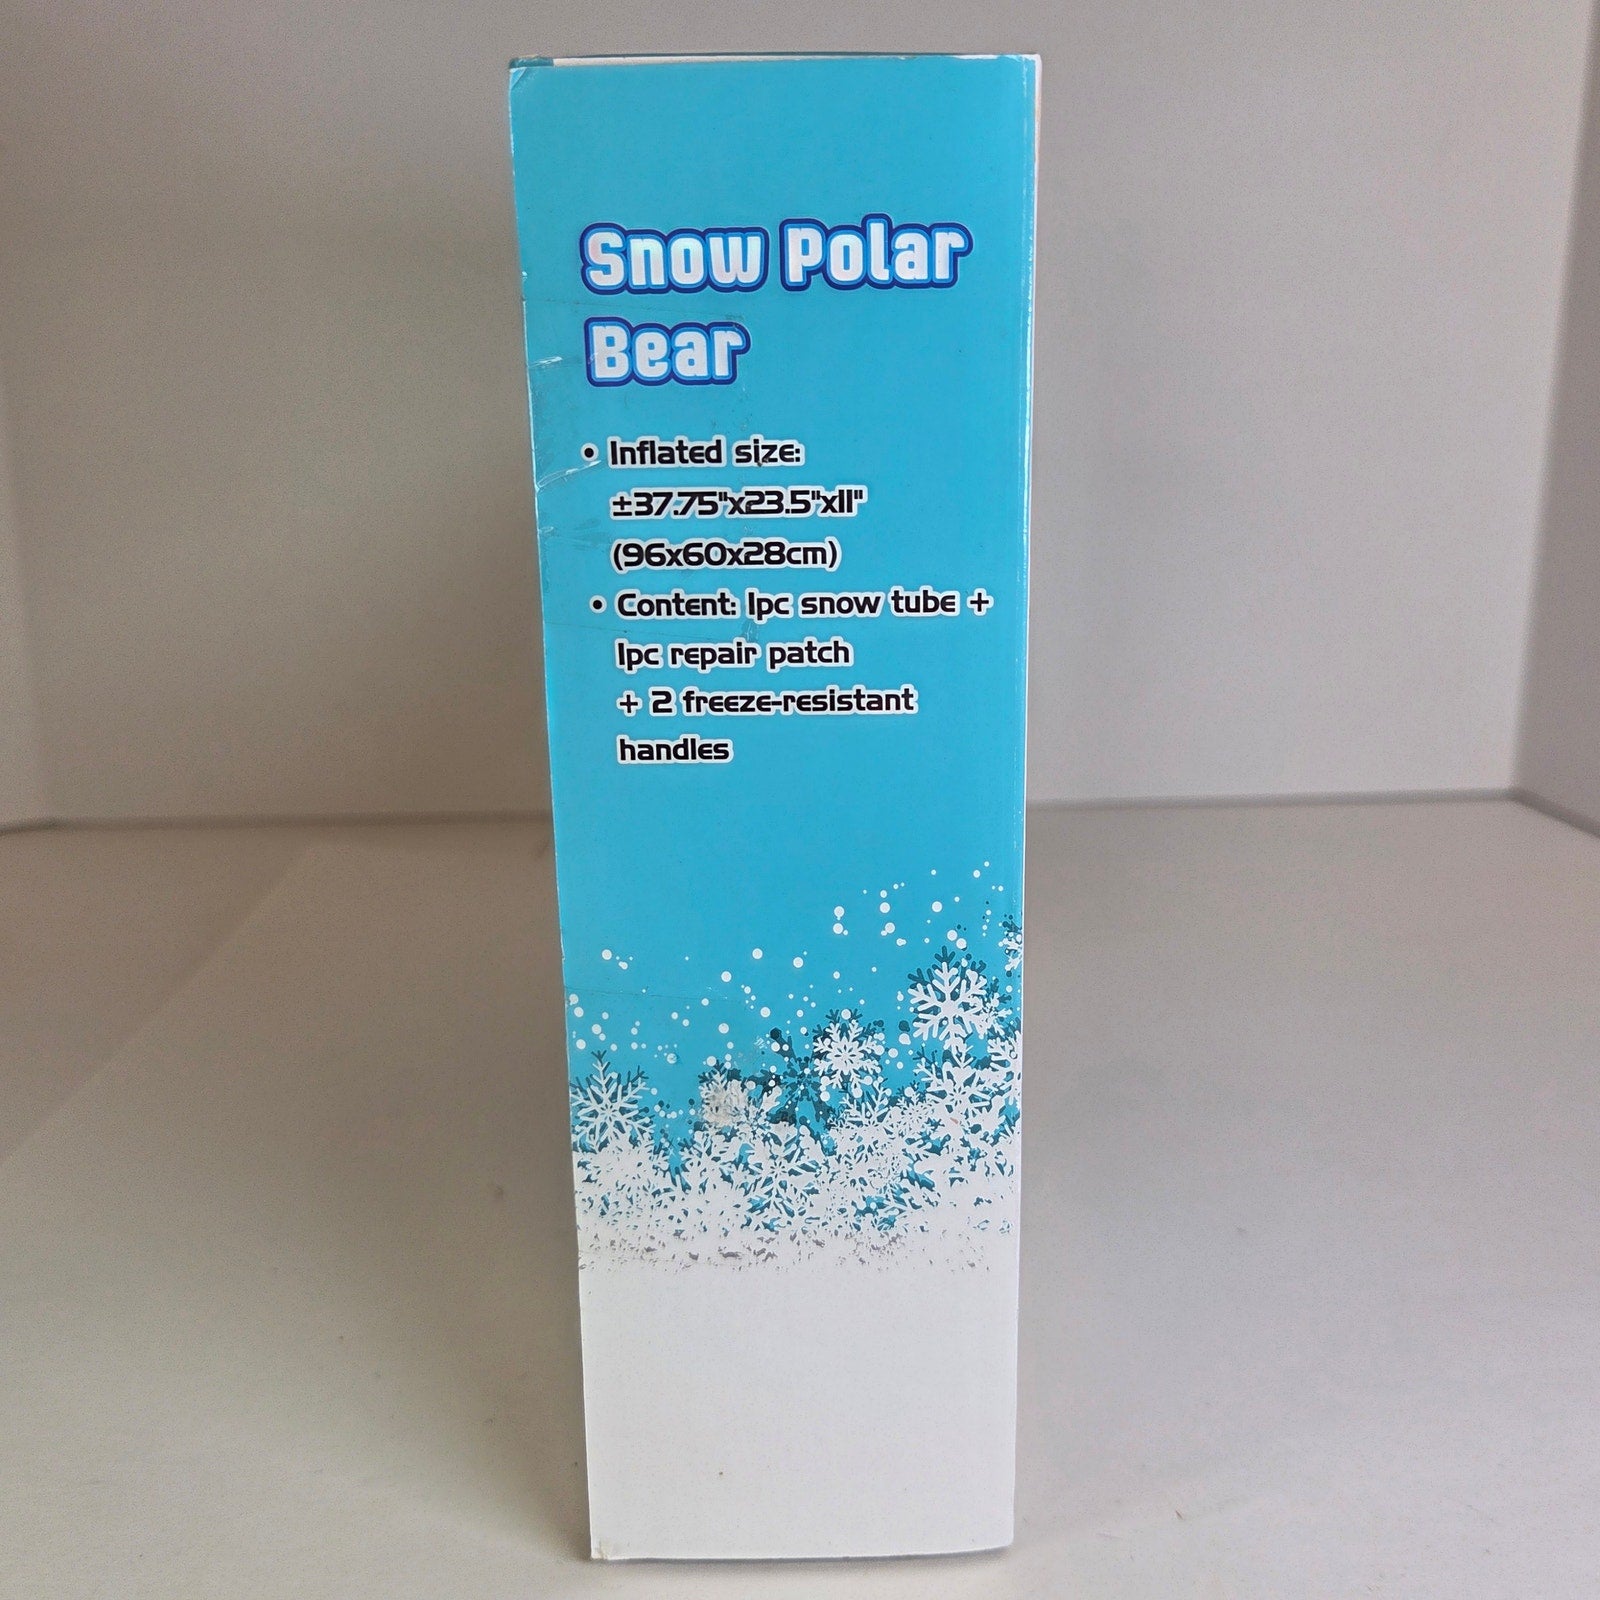 Snow Polar
Bear
• Inflated size:
±37.75"x23.5"x11"
(96x60x28cm)
• Content: 1pc snow tube +
1pc repair patch
+ 2 freeze-resistant
handles